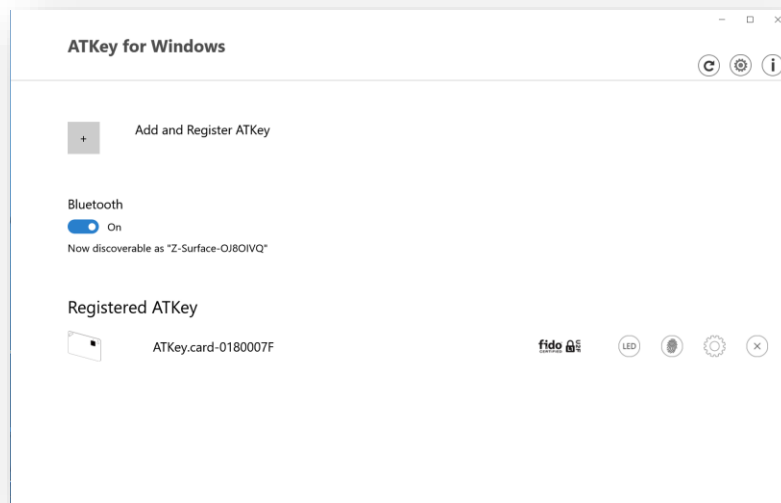 ATKey for Windows
+
Add and Register ATKey
Bluetooth
On
Now discoverable as "Z-Surface-OJ8OIVQ"
Registered ATKey
ATKey.card-0180007F
fido
CERTIFIED
LED